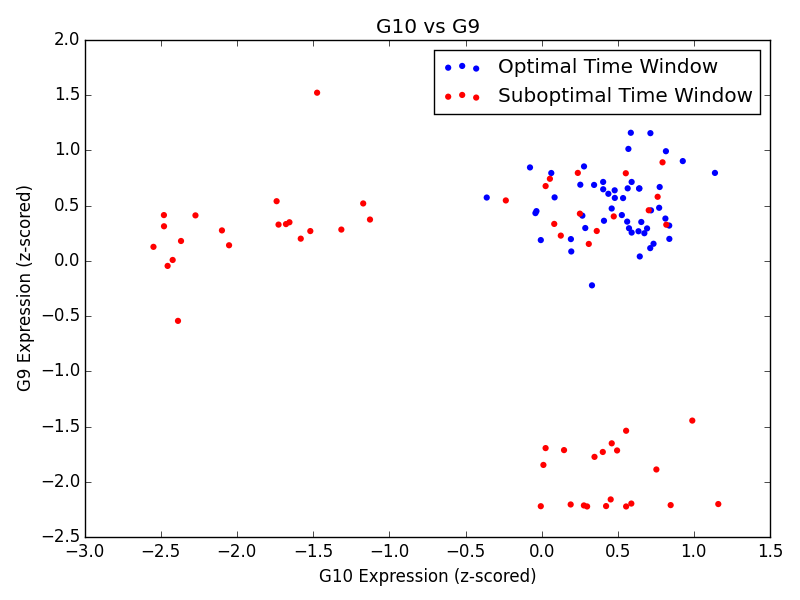 G10 vs G9
2.0
1.5
1.0
0.5
0.0
−0.5
−1.0
−1.5
−2.0
−2.5
G9 Expression (z-scored)
Optimal Time Window
Suboptimal Time Window
−3.0 −2.5 −2.0 −1.5 −1.0 −0.5 0.0 0.5 1.0 1.5
G10 Expression (z-scored)